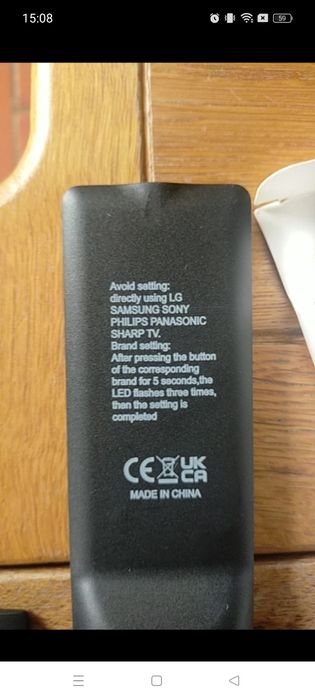 15:08
59
Avoid setting:
directly using LG
SAMSUNG SONY
PHILIPS PANASONIC
SHARP TV.
Brand setting:
After pressing the button
of the corresponding
brand for 5 seconds,the
LED flashes three times,
then the setting is
completed
CE UK
CA
MADE IN CHINA